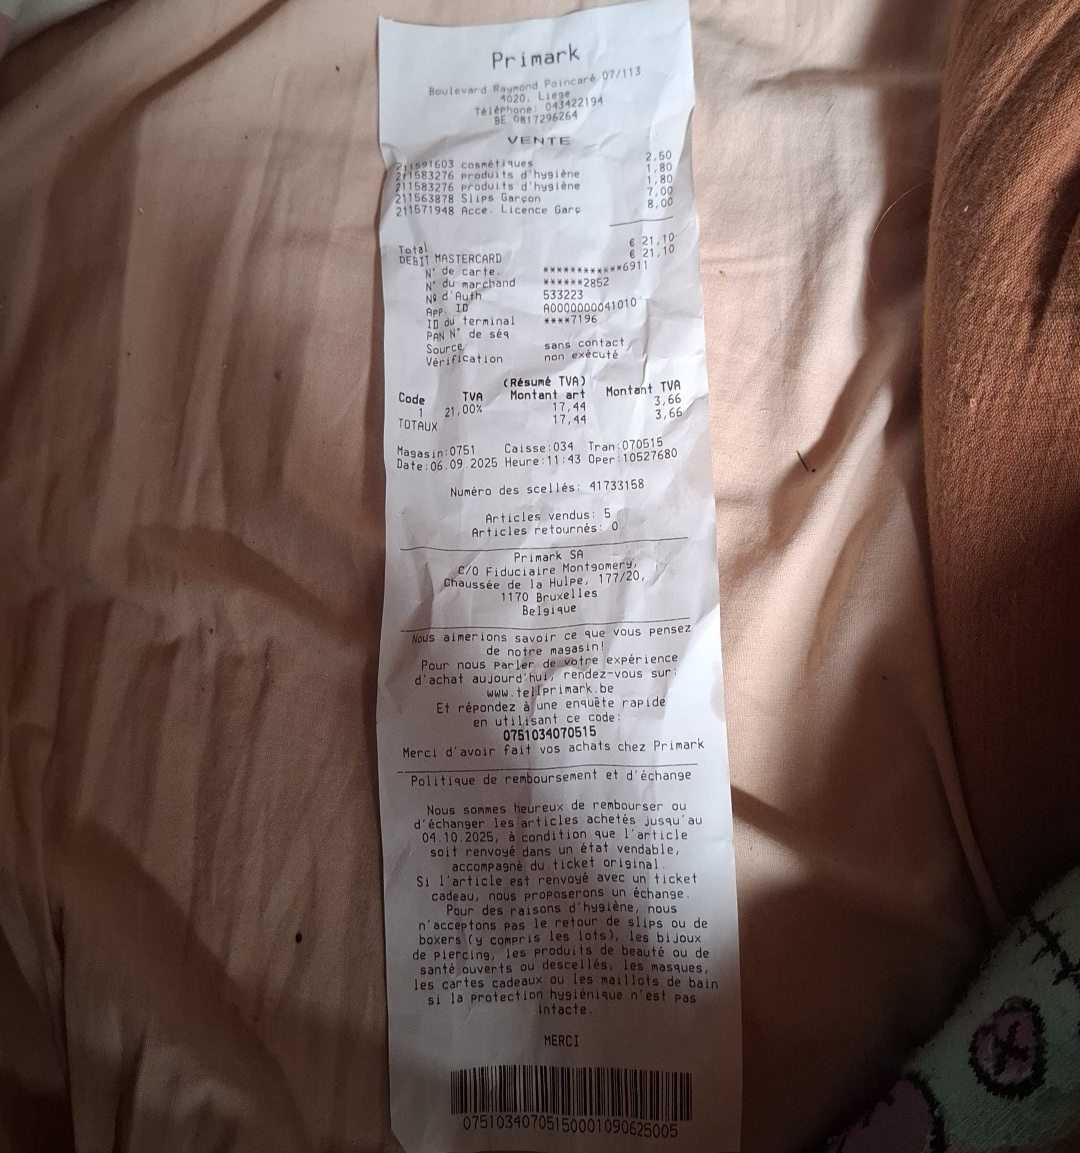 Primark
Boulevard Raymond Poincaré 07/113
4020, Liege
Téléphone: 043422194
BE 0817296264
VENTE
211591603 cosmétiques 2,50
211583276 produits d'hygiène 1,80
211583276 produits d'hygiène 1,80
211563878 Slips Garçon 7,00
211571948 Acce. Licence Garç 8,00
Total € 21,10
DEBIT MASTERCARD € 21,10
N° de carte. ************6911
N° du marchand ******2852
N° d'Auth 533223
App. ID A0000000041010
ID du terminal ****7196
PAN N° de séq
Source sans contact
Vérification non exécuté
(Résumé TVA)
Code TVA Montant art Montant TVA
1 21,00% 17,44 3,66
TOTAUX 17,44 3,66
Magasin:0751 Caisse:034 Tran:070515
Date:06.09.2025 Heure:11:43 Oper:10527680
Numéro des scellés: 41733158
Articles vendus: 5
Articles retournés: 0
Primark SA
C/O Fiduciaire Montgomery,
Chaussée de la Hulpe, 177/20,
1170 Bruxelles
Belgique
Nous aimerions savoir ce que vous pensez
de notre magasin!
Pour nous parler de votre expérience
d'achat aujourd'hui, rendez-vous sur:
www.tellprimark.be
Et répondez à une enquête rapide
en utilisant ce code:
0751034070515
Merci d'avoir fait vos achats chez Primark
Politique de remboursement et d'échange
Nous sommes heureux de rembourser ou
d'échanger les articles achetés jusqu'au
04.10.2025, à condition que l'article
soit renvoyé dans un état vendable,
accompagné du ticket original.
Si l'article est renvoyé avec un ticket
cadeau, nous proposerons un échange.
Pour des raisons d'hygiène, nous
n'acceptons pas le retour de slips ou de
boxers (y compris les lots), les bijoux
de piercing, les produits de beauté ou de
santé ouverts ou descellés, les masques,
les cartes cadeaux ou les maillots de bain
si la protection hygiénique n'est pas
intacte.
MERCI
07510340705150001090625005